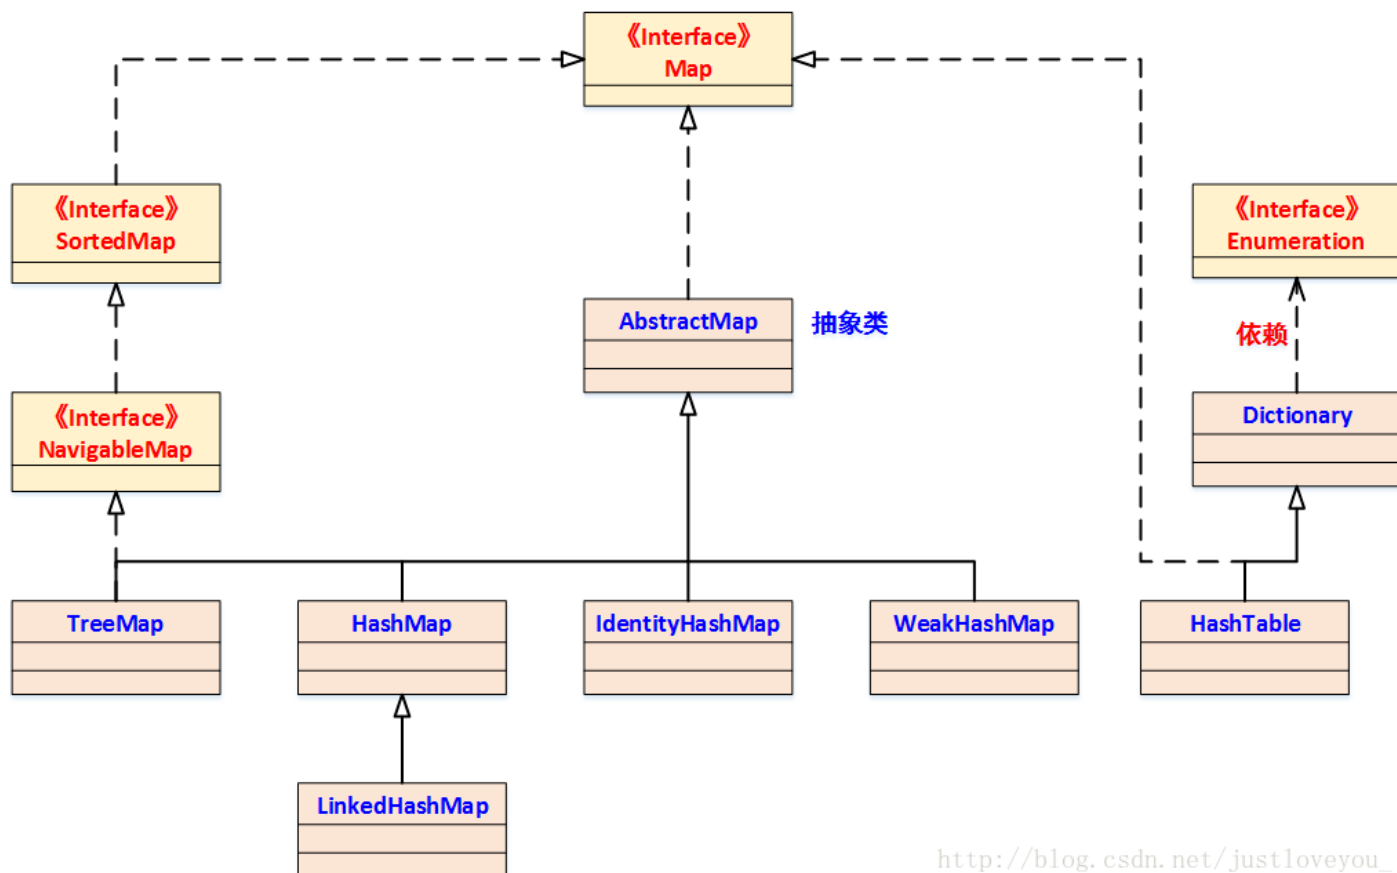 《Interface》
Map
《Interface》
SortedMap
《Interface》
Enumeration
AbstractMap
抽象类
依赖
《Interface》
NavigableMap
Dictionary
TreeMap
HashMap
IdentityHashMap
WeakHashMap
HashTable
LinkedHashMap
http://blog.csdn.net/justloveyou_